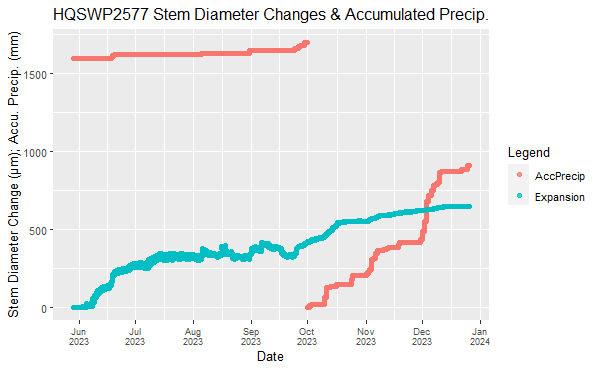 HQSWP2577 Stem Diameter Changes & Accumulated Precip.
Stem Diameter Change (µm); Accu. Precip. (mm)
1500
1000
500
0
Jun 2023
Jul 2023
Aug 2023
Sep 2023
Oct 2023
Nov 2023
Dec 2023
Jan 2024
Date
Legend
AccPrecip
Expansion